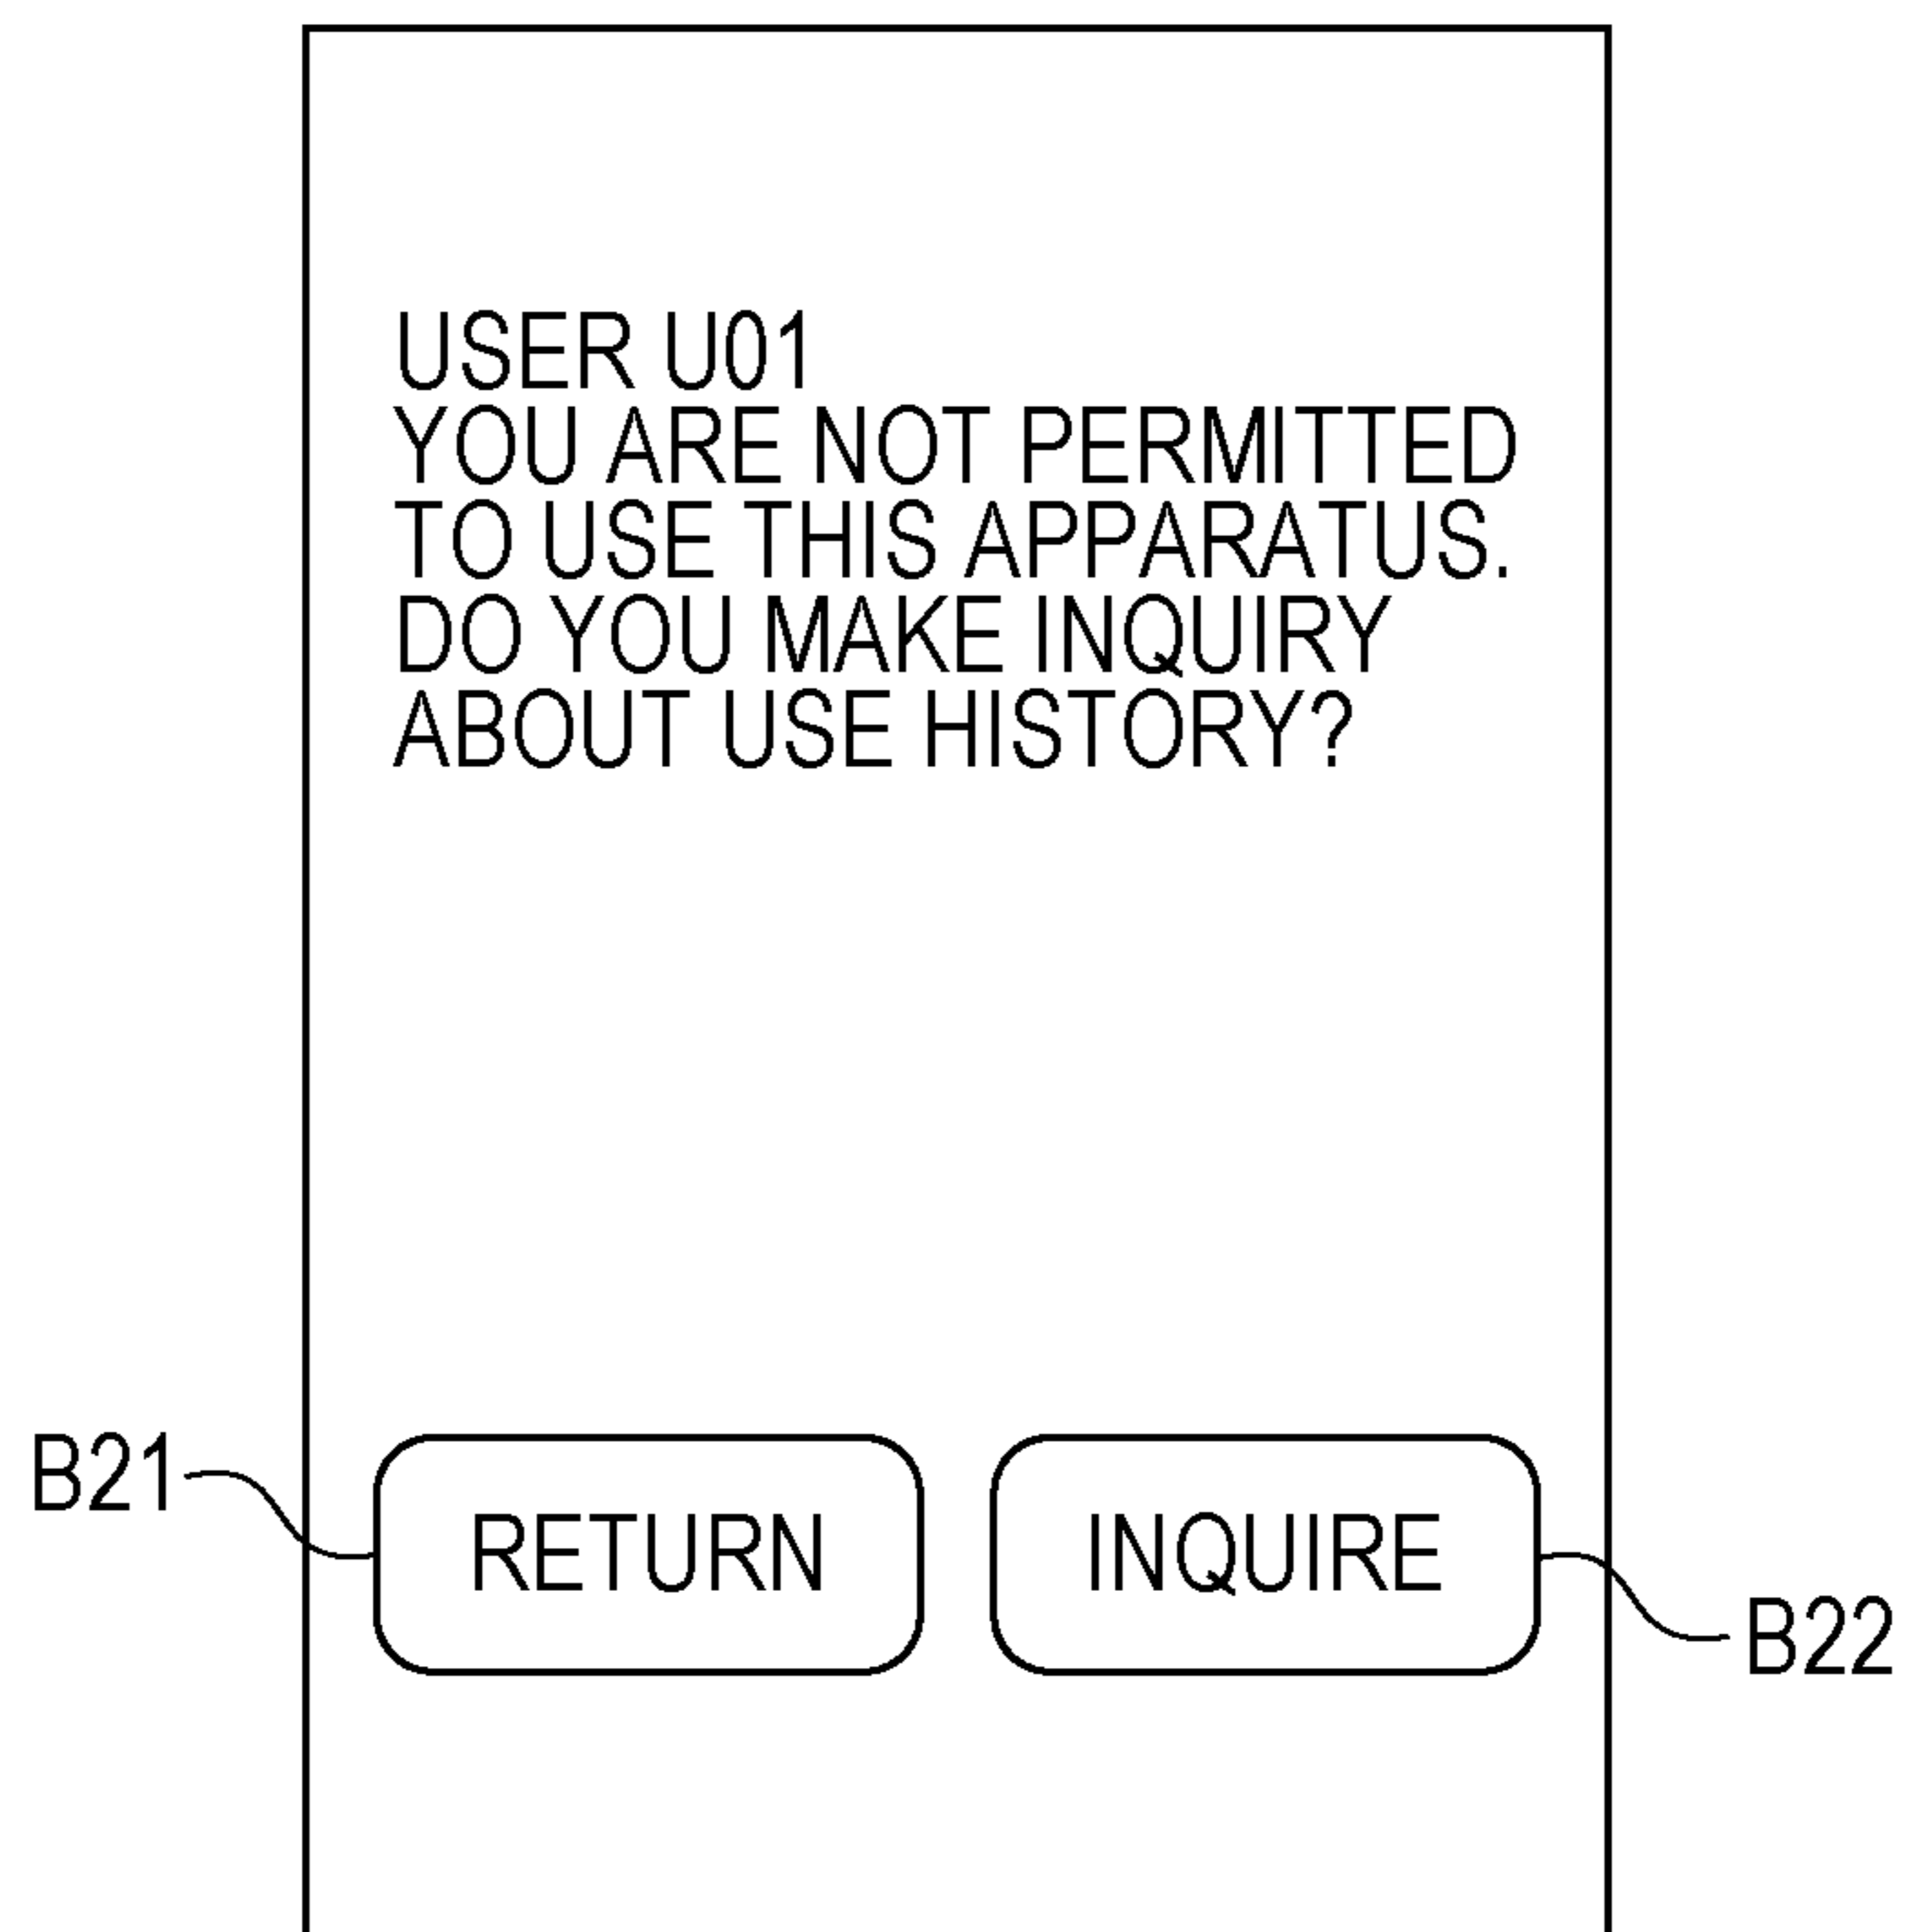 USER U01
YOU ARE NOT PERMITTED
TO USE THIS APPARATUS.
DO YOU MAKE INQUIRY
ABOUT USE HISTORY?
B21
RETURN
INQUIRE
B22